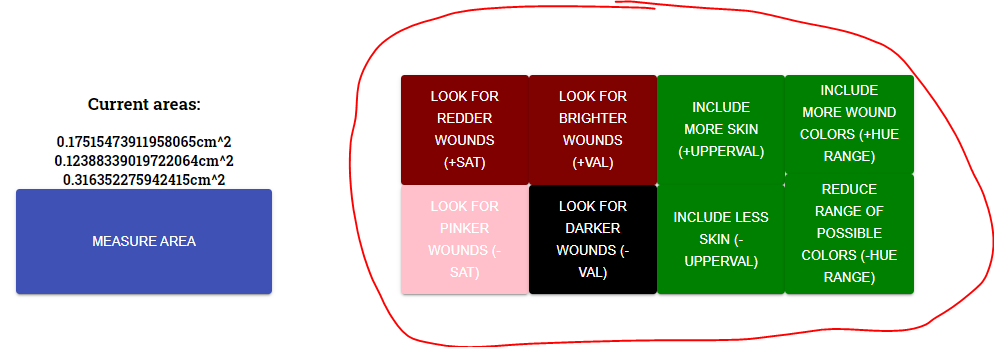 Current areas:
0.17515473911958065cm^2
0.12388339019722064cm^2
0.316352275942415cm^2
MEASURE AREA
LOOK FOR
REDDER
WOUNDS
(+SAT)
LOOK FOR
BRIGHTER
WOUNDS
(+VAL)
INCLUDE
MORE SKIN
(+UPPERVAL)
INCLUDE
MORE WOUND
COLORS (+HUE
RANGE)
LOOK FOR
PINKER
WOUNDS (-
SAT)
LOOK FOR
DARKER
WOUNDS (-
VAL)
INCLUDE LESS
SKIN (-
UPPERVAL)
REDUCE
RANGE OF
POSSIBLE
COLORS (-HUE
RANGE)